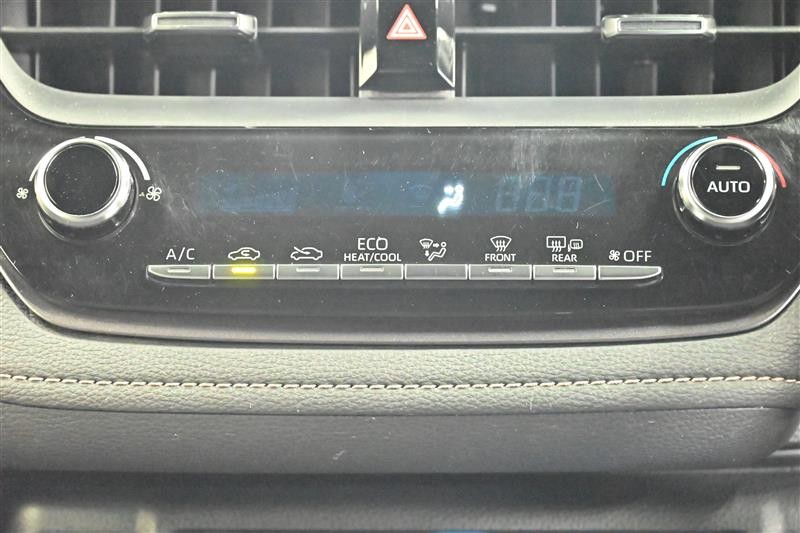 AUTO
A/C
ECO
HEAT/COOL
FRONT
REAR
OFF